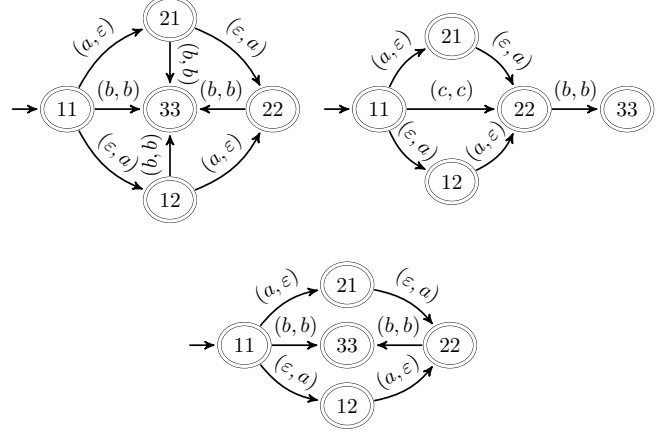 21
(a, ε) (b, b) (ε, a)
11 (b, b) 33 (b, b) 22
(ε, a) (b, b) (a, ε)
12
21
(a, ε) (ε, a)
11 (c, c) 22 (b, b) 33
(ε, a) (a, ε)
12
21
(a, ε) (ε, a)
11 (b, b) 33 (b, b) 22
(ε, a) (a, ε)
12